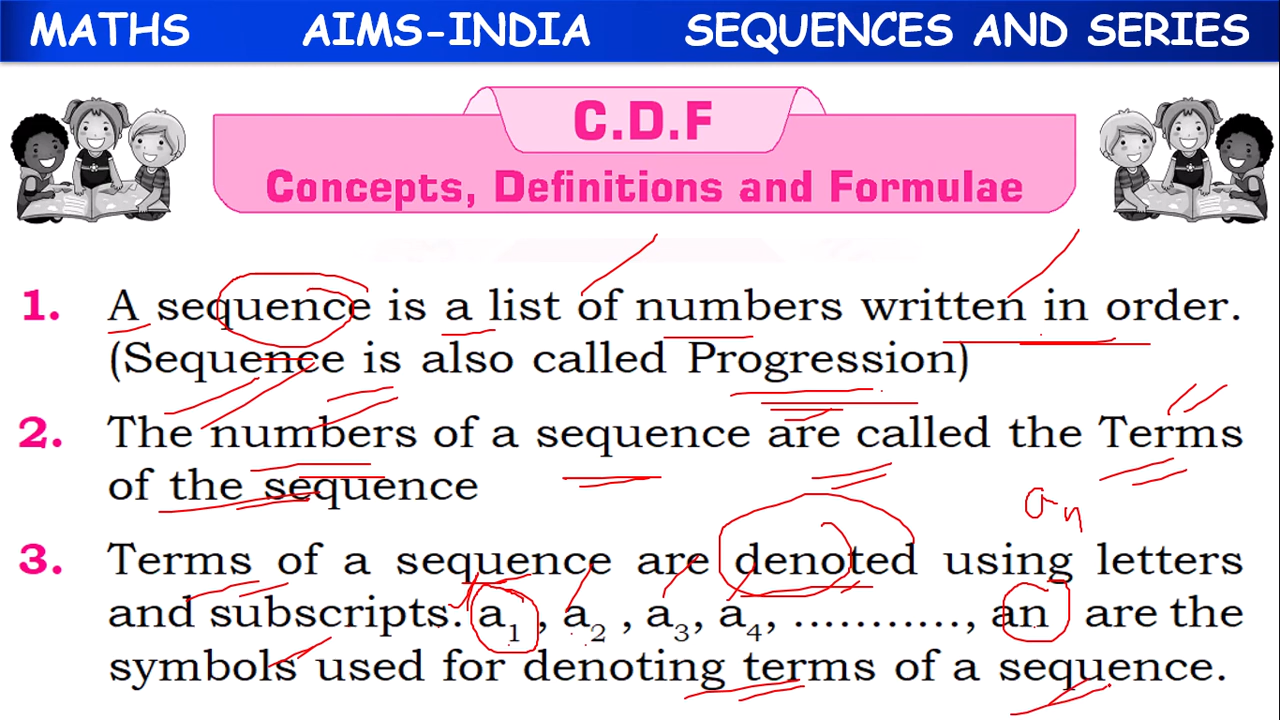 MATHS AIMS-INDIA SEQUENCES AND SERIES
C.D.F
Concepts, Definitions and Formulae
1. A sequence is a list of numbers written in order.
(Sequence is also called Progression)
2. The numbers of a sequence are called the Terms
of the sequence
aₙ
3. Terms of a sequence are denoted using letters
and subscripts. a₁ , a₂ , a₃, a₄, ..........., an are the
symbols used for denoting terms of a sequence.